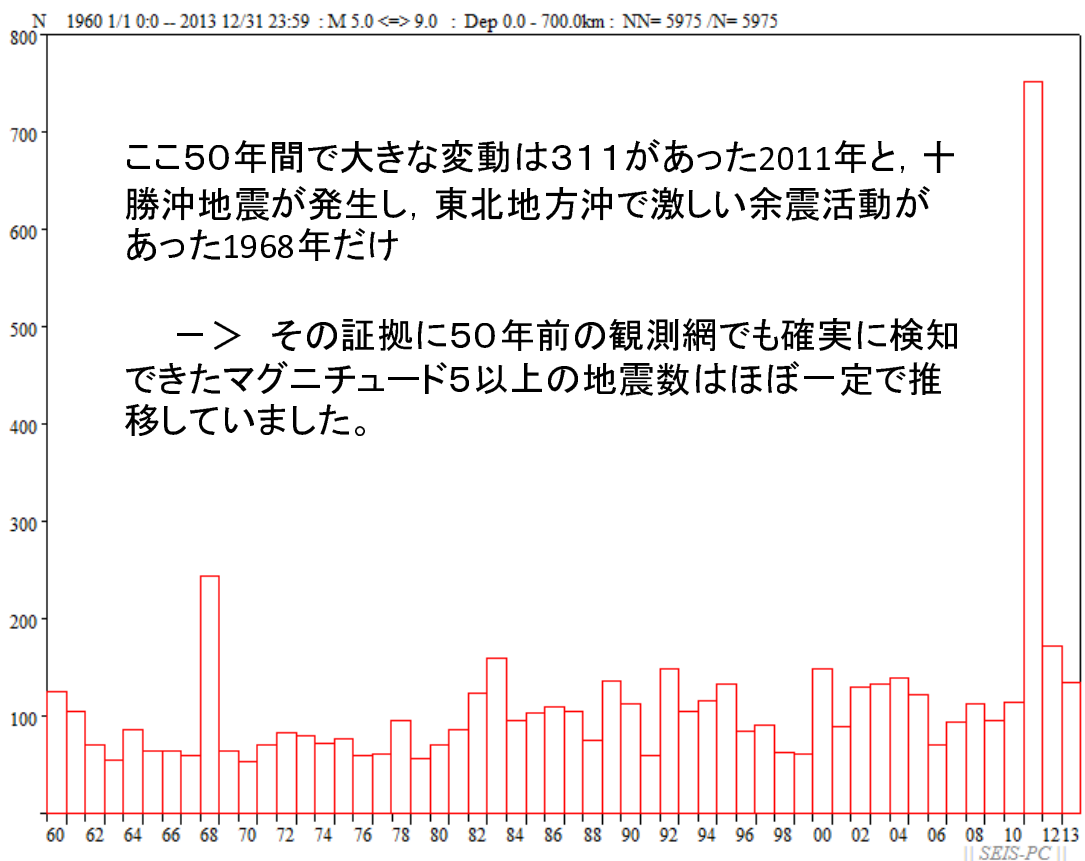 N 1960 1/1 0:0 -- 2013 12/31 23:59 : M 5.0 <=> 9.0 : Dep 0.0 - 700.0km : NN= 5975 /N= 5975
800
700
600
500
400
300
200
100
ここ５０年間で大きな変動は３１１があった2011年と，十
勝沖地震が発生し，東北地方沖で激しい余震活動が
あった1968年だけ
－＞　その証拠に５０年前の観測網でも確実に検知
できたマグニチュード５以上の地震数はほぼ一定で推
移していました。
60 62 64 66 68 70 72 74 76 78 80 82 84 86 88 90 92 94 96 98 00 02 04 06 08 10 1213
|| SEIS-PC ||